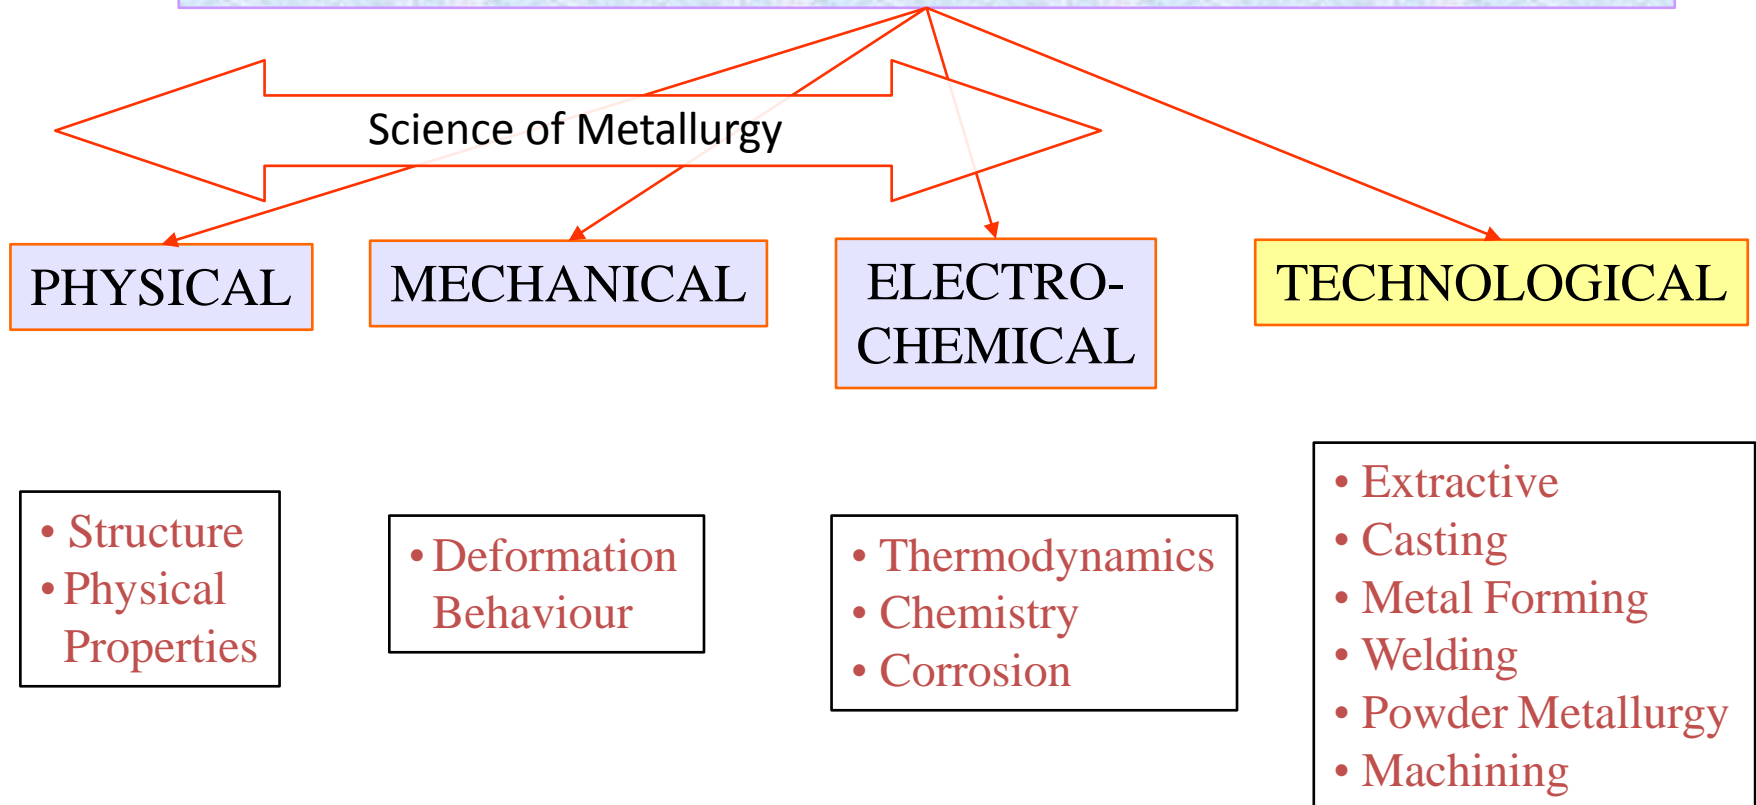 Science of Metallurgy
PHYSICAL
MECHANICAL
ELECTRO-
CHEMICAL
TECHNOLOGICAL
• Structure
• Physical
Properties
• Deformation
Behaviour
• Thermodynamics
• Chemistry
• Corrosion
• Extractive
• Casting
• Metal Forming
• Welding
• Powder Metallurgy
• Machining